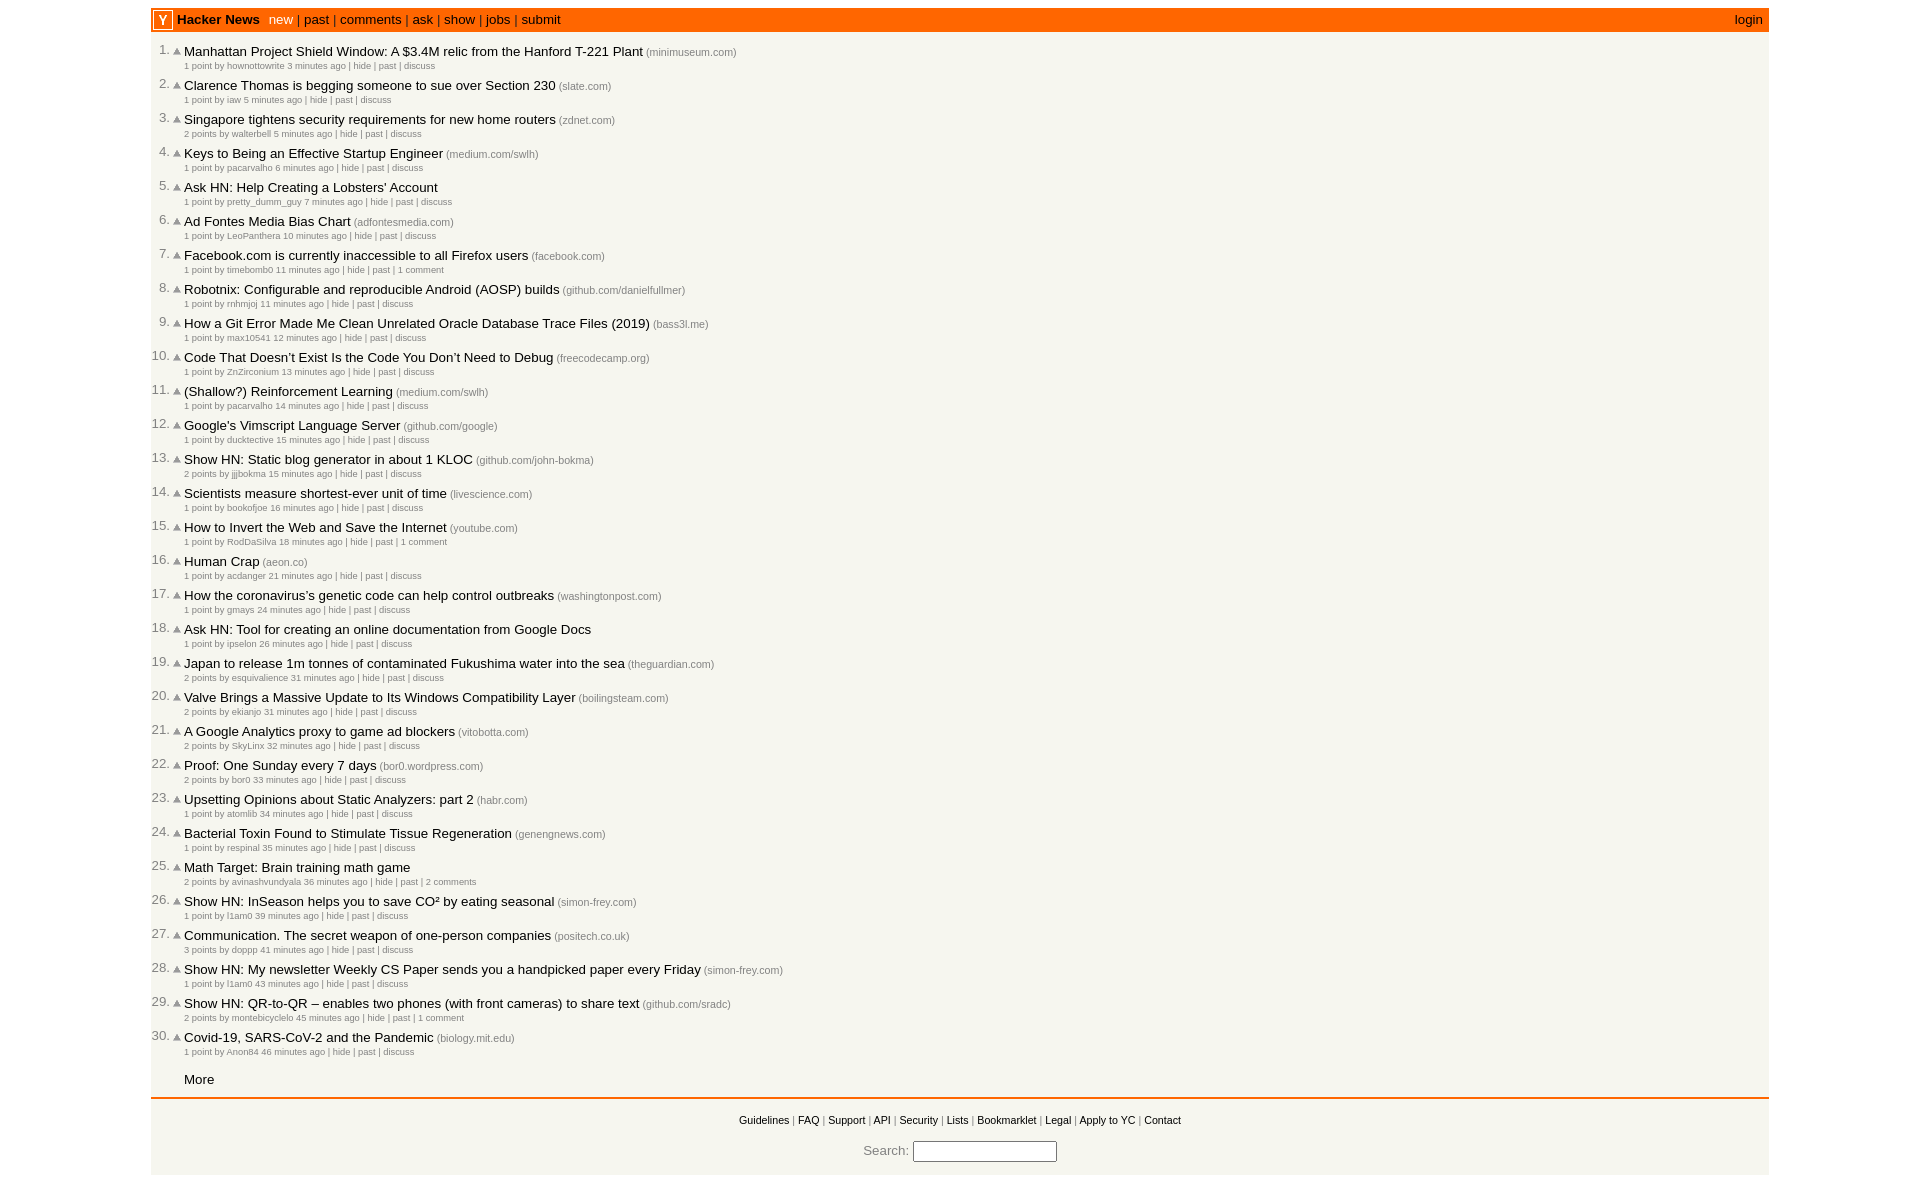 Y Hacker News new | past | comments | ask | show | jobs | submit login
1. Manhattan Project Shield Window: A $3.4M relic from the Hanford T-221 Plant (minimuseum.com)
1 point by hownottowrite 3 minutes ago | hide | past | discuss
2. Clarence Thomas is begging someone to sue over Section 230 (slate.com)
1 point by iaw 5 minutes ago | hide | past | discuss
3. Singapore tightens security requirements for new home routers (zdnet.com)
2 points by walterbell 5 minutes ago | hide | past | discuss
4. Keys to Being an Effective Startup Engineer (medium.com/swlh)
1 point by pacarvalho 6 minutes ago | hide | past | discuss
5. Ask HN: Help Creating a Lobsters' Account
1 point by pretty_dumm_guy 7 minutes ago | hide | past | discuss
6. Ad Fontes Media Bias Chart (adfontesmedia.com)
1 point by LeoPanthera 10 minutes ago | hide | past | discuss
7. Facebook.com is currently inaccessible to all Firefox users (facebook.com)
1 point by timebomb0 11 minutes ago | hide | past | 1 comment
8. Robotnix: Configurable and reproducible Android (AOSP) builds (github.com/danielfullmer)
1 point by rnhmjoj 11 minutes ago | hide | past | discuss
9. How a Git Error Made Me Clean Unrelated Oracle Database Trace Files (2019) (bass3l.me)
1 point by max10541 12 minutes ago | hide | past | discuss
10. Code That Doesn’t Exist Is the Code You Don’t Need to Debug (freecodecamp.org)
1 point by ZnZirconium 13 minutes ago | hide | past | discuss
11. (Shallow?) Reinforcement Learning (medium.com/swlh)
1 point by pacarvalho 14 minutes ago | hide | past | discuss
12. Google's Vimscript Language Server (github.com/google)
1 point by ducktective 15 minutes ago | hide | past | discuss
13. Show HN: Static blog generator in about 1 KLOC (github.com/john-bokma)
2 points by jjjbokma 15 minutes ago | hide | past | discuss
14. Scientists measure shortest-ever unit of time (livescience.com)
1 point by bookofjoe 16 minutes ago | hide | past | discuss
15. How to Invert the Web and Save the Internet (youtube.com)
1 point by RodDaSilva 18 minutes ago | hide | past | 1 comment
16. Human Crap (aeon.co)
1 point by acdanger 21 minutes ago | hide | past | discuss
17. How the coronavirus’s genetic code can help control outbreaks (washingtonpost.com)
1 point by gmays 24 minutes ago | hide | past | discuss
18. Ask HN: Tool for creating an online documentation from Google Docs
1 point by ipselon 26 minutes ago | hide | past | discuss
19. Japan to release 1m tonnes of contaminated Fukushima water into the sea (theguardian.com)
2 points by esquivalience 31 minutes ago | hide | past | discuss
20. Valve Brings a Massive Update to Its Windows Compatibility Layer (boilingsteam.com)
2 points by ekianjo 31 minutes ago | hide | past | discuss
21. A Google Analytics proxy to game ad blockers (vitobotta.com)
2 points by SkyLinx 32 minutes ago | hide | past | discuss
22. Proof: One Sunday every 7 days (bor0.wordpress.com)
2 points by bor0 33 minutes ago | hide | past | discuss
23. Upsetting Opinions about Static Analyzers: part 2 (habr.com)
1 point by atomlib 34 minutes ago | hide | past | discuss
24. Bacterial Toxin Found to Stimulate Tissue Regeneration (genengnews.com)
1 point by respinal 35 minutes ago | hide | past | discuss
25. Math Target: Brain training math game
2 points by avinashvundyala 36 minutes ago | hide | past | 2 comments
26. Show HN: InSeason helps you to save CO² by eating seasonal (simon-frey.com)
1 point by l1am0 39 minutes ago | hide | past | discuss
27. Communication. The secret weapon of one-person companies (positech.co.uk)
3 points by doppp 41 minutes ago | hide | past | discuss
28. Show HN: My newsletter Weekly CS Paper sends you a handpicked paper every Friday (simon-frey.com)
1 point by l1am0 43 minutes ago | hide | past | discuss
29. Show HN: QR-to-QR – enables two phones (with front cameras) to share text (github.com/sradc)
2 points by montebicyclelo 45 minutes ago | hide | past | 1 comment
30. Covid-19, SARS-CoV-2 and the Pandemic (biology.mit.edu)
1 point by Anon84 46 minutes ago | hide | past | discuss
More
Guidelines | FAQ | Support | API | Security | Lists | Bookmarklet | Legal | Apply to YC | Contact
Search: